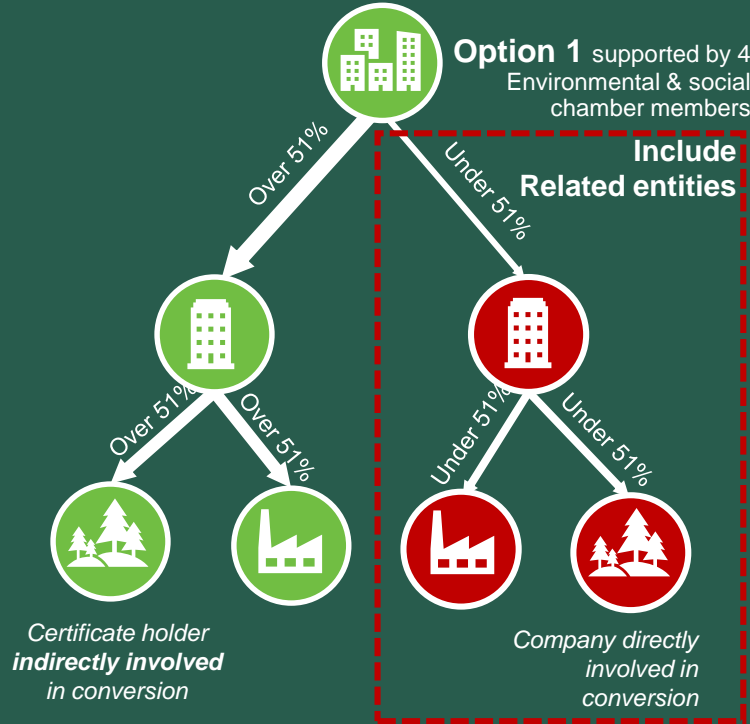 Option 1 supported by 4
Environmental & social
chamber members
Over 51%
Under 51%
Include
Related entities
Over 51%
Over 51%
Under 51%
Under 51%
Certificate holder
indirectly involved
in conversion
Company directly
involved in
conversion